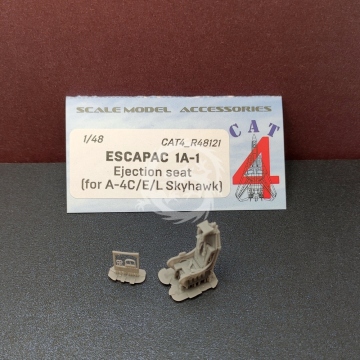 SCALE MODEL ACCESSORIES
1/48 CAT4_R48121
ESCAPAC 1A-1
Ejection seat
(for A-4C/E/L Skyhawk)
CAT
4